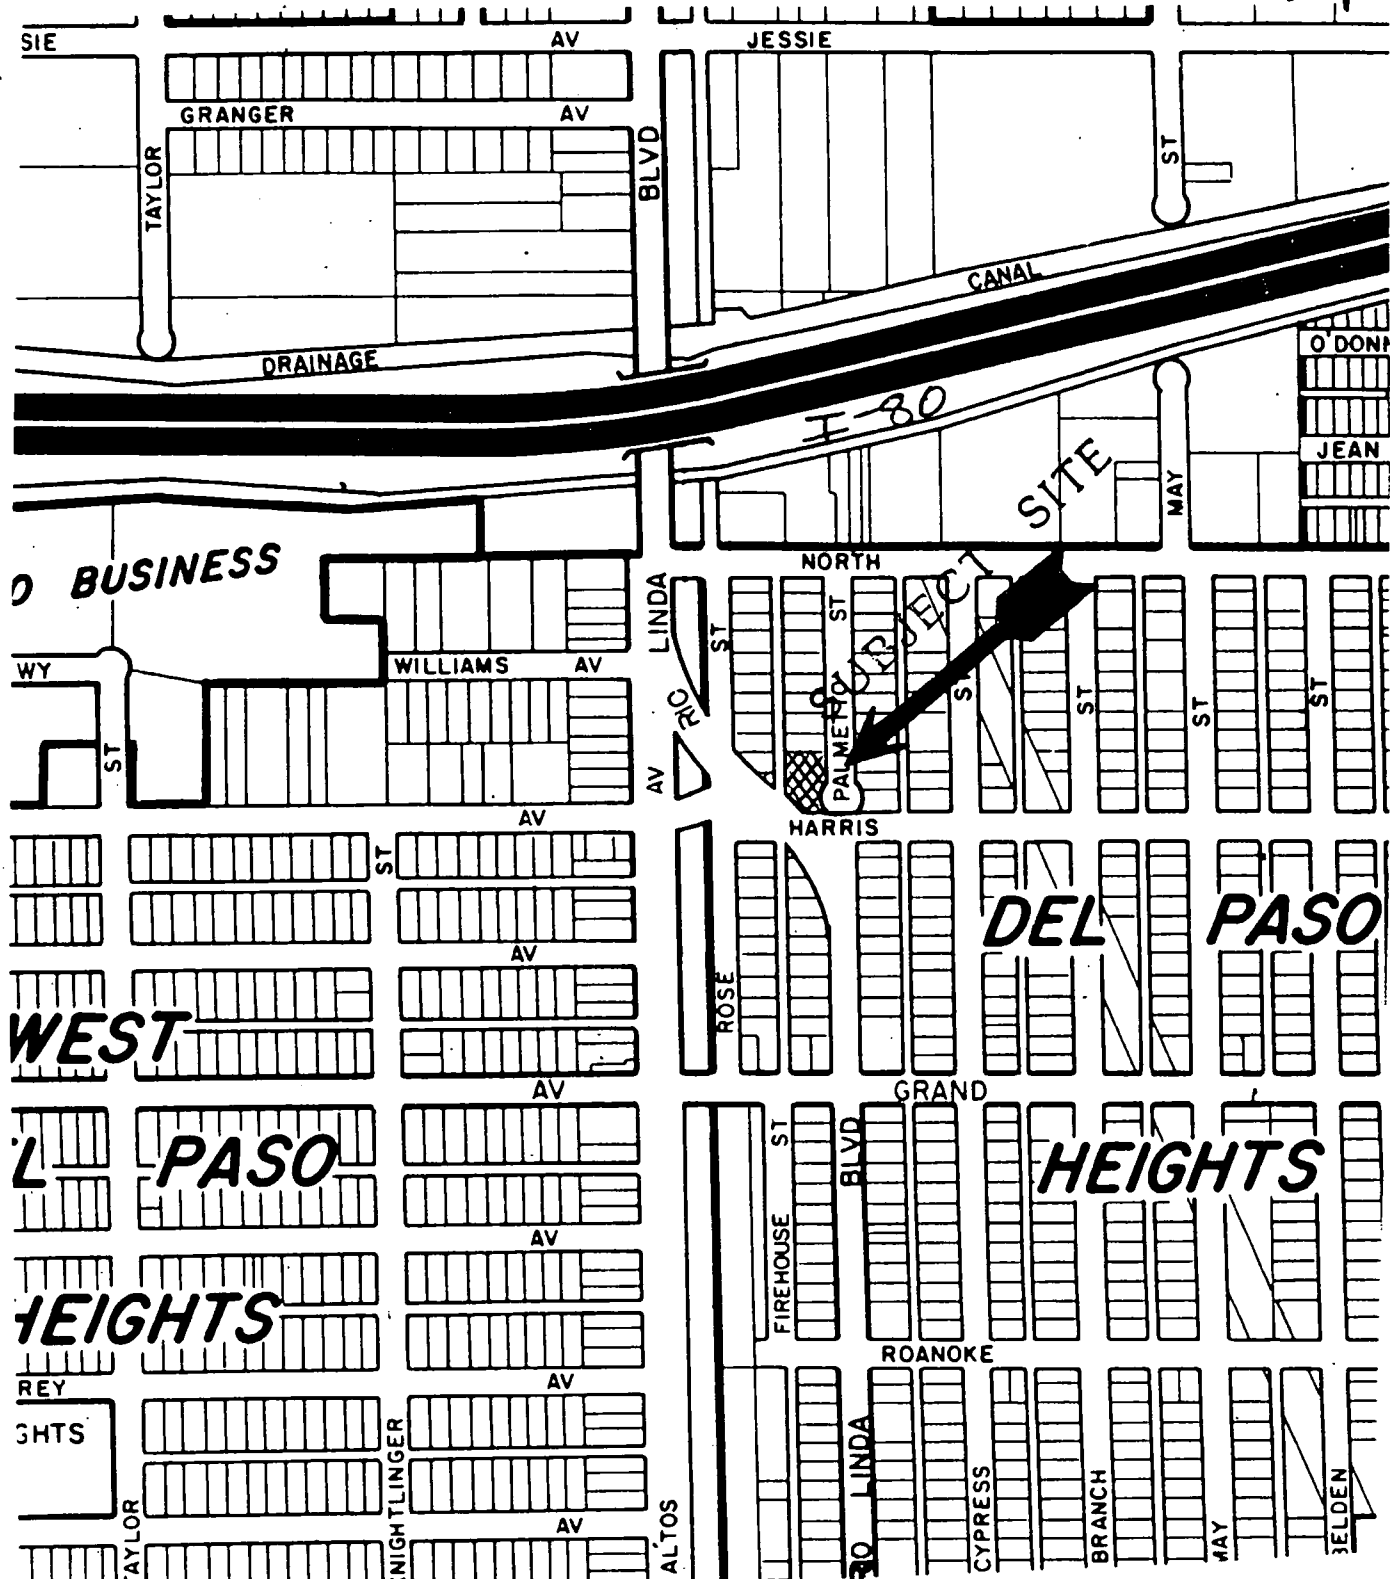 SIE
AV
JESSIE
GRANGER
AV
TAYLOR
BLVD
ST
CANAL
DRAINAGE
O'DONN
I-80
JEAN
SITE
MAY
NORTH
BUSINESS
LINDA
ST
ST
SUBJECT
WY
WILLIAMS
AV
RIO
ST
ST
ST
ST
PALMETTO
ST
AV
AV
HARRIS
ST
DEL PASO
AV
ROSE
WEST
AV
GRAND
ST
BLVD
L PASO
HEIGHTS
FIREHOUSE
AV
HEIGHTS
ROANOKE
REY
AV
GHTS
KNIGHTLINGER
LINDA
TAYLOR
ALTOS
RIO
CYPRESS
BRANCH
MAY
BELDEN
AV